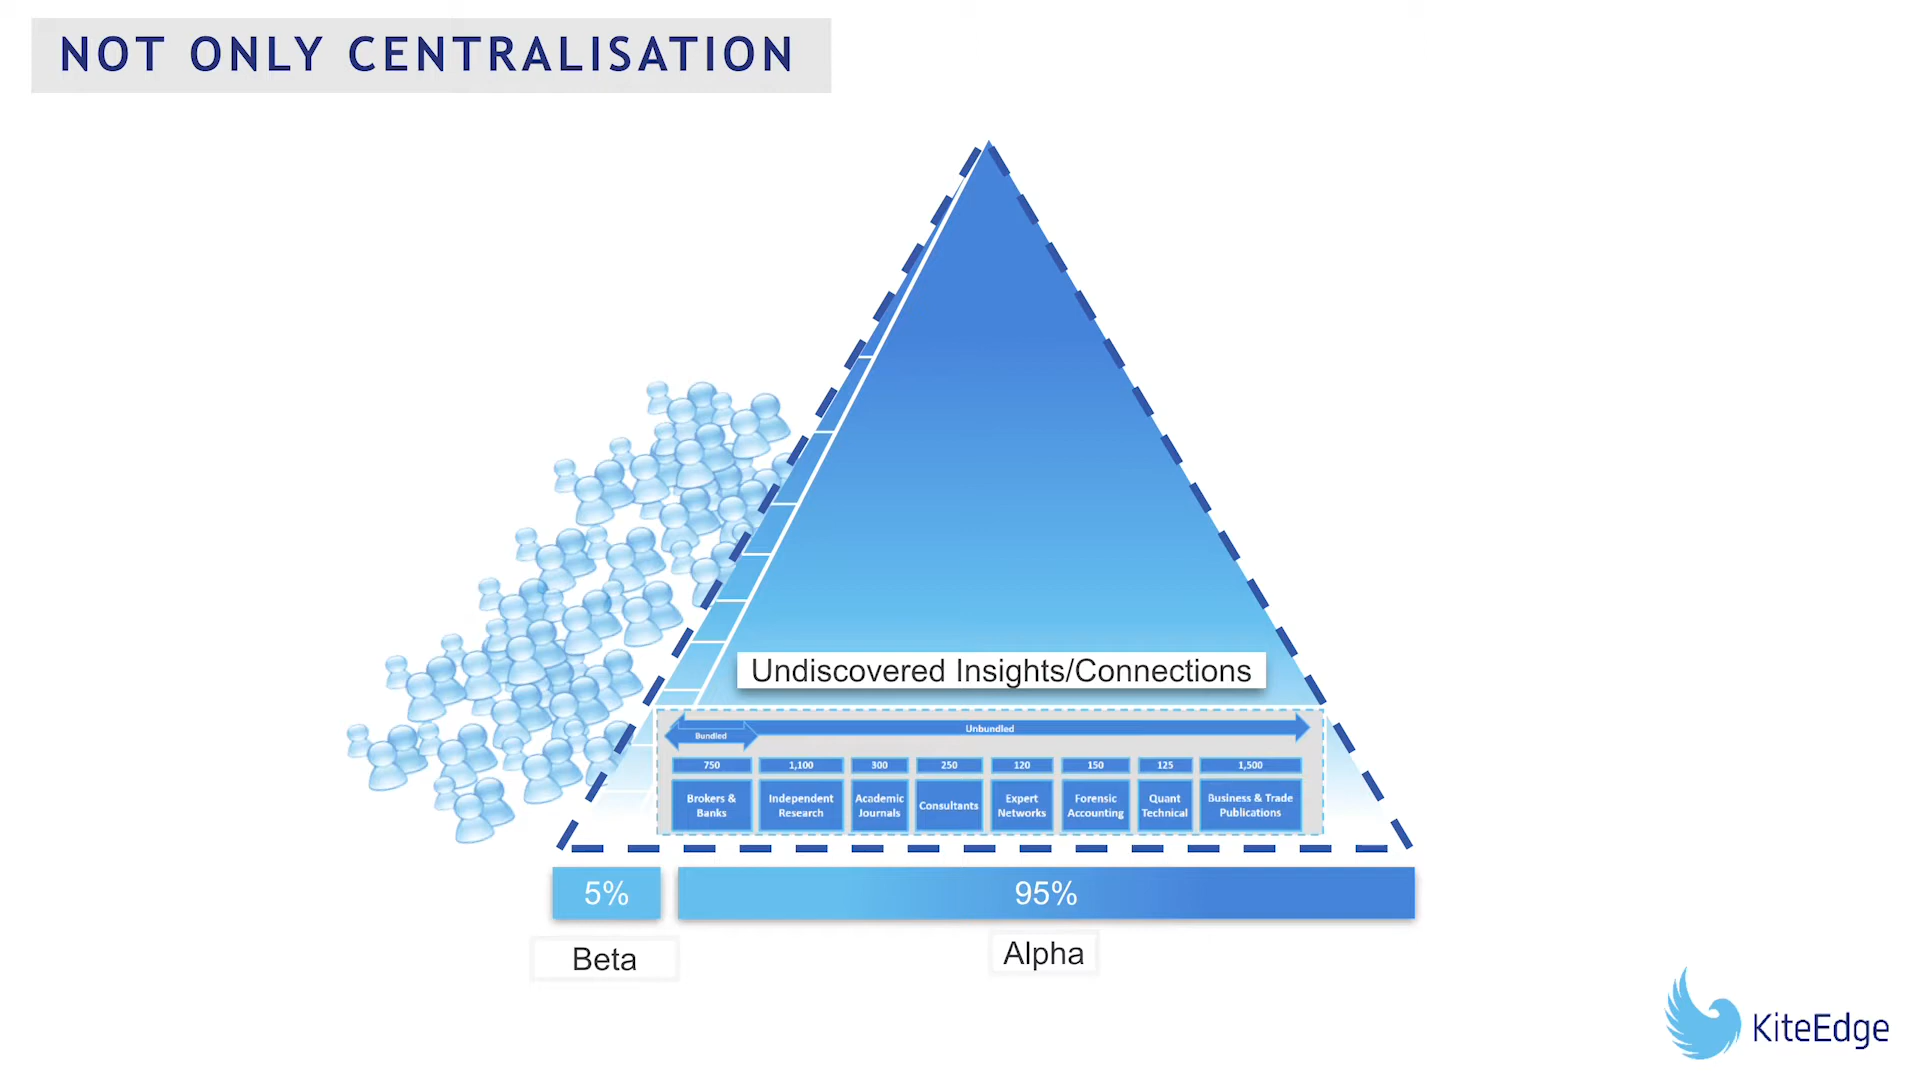 NOT ONLY CENTRALISATION
Undiscovered Insights/Connections
Unbundled
Bundled
750 1,100 300 250 120 150 125 1,500
Brokers & Banks
Independent Research
Academic Journals
Consultants
Expert Networks
Forensic Accounting
Quant Technical
Business & Trade Publications
5% 95%
Beta Alpha
KiteEdge